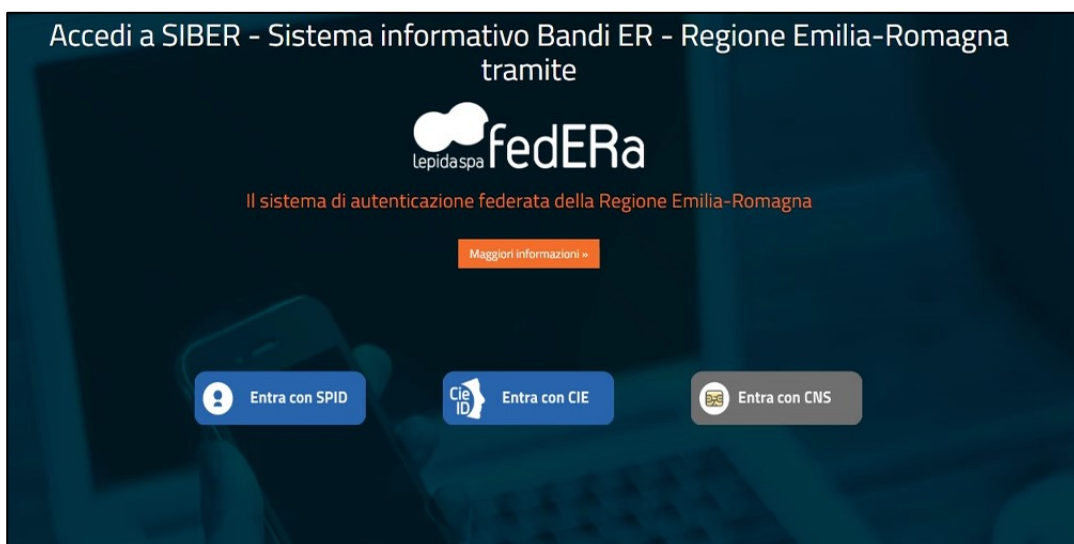 Accedi a SIBER - Sistema informativo Bandi ER - Regione Emilia-Romagna
tramite
lepidaspa fedERa
Il sistema di autenticazione federata della Regione Emilia-Romagna
Maggiori informazioni »
Entra con SPID
Cie ID Entra con CIE
Entra con CNS